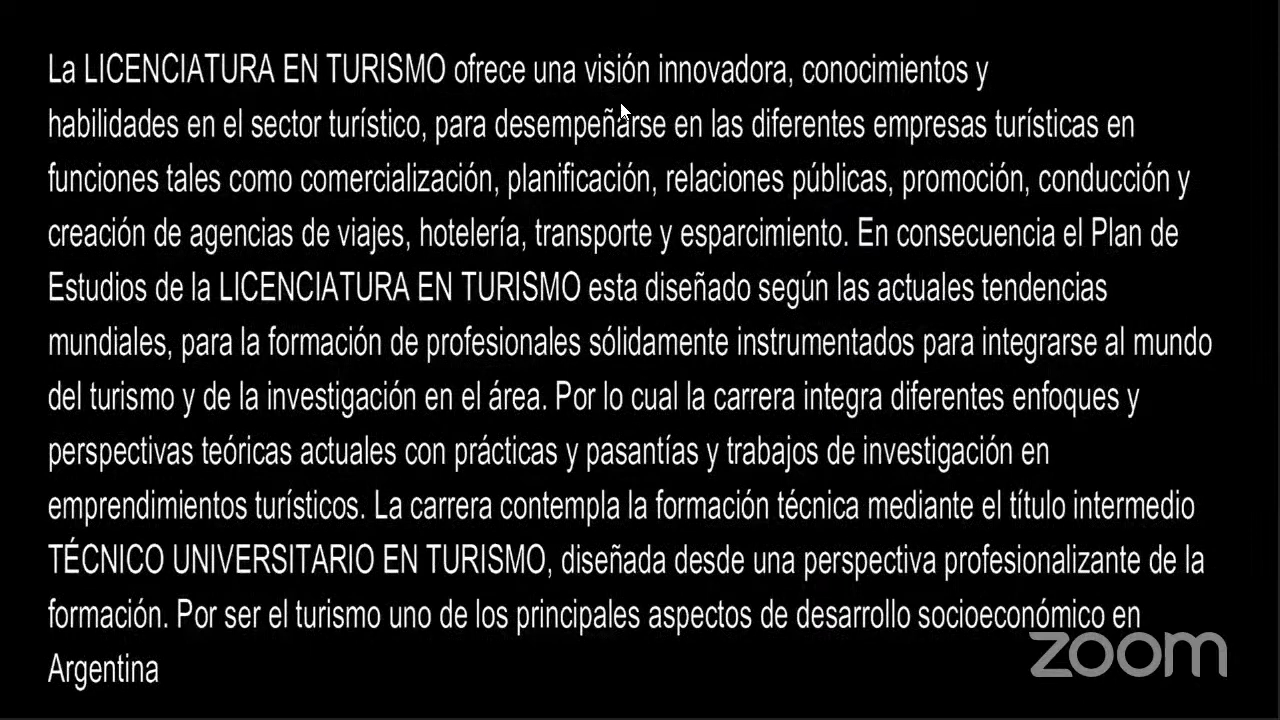 La LICENCIATURA EN TURISMO ofrece una visión innovadora, conocimientos y
habilidades en el sector turístico, para desempeñarse en las diferentes empresas turísticas en
funciones tales como comercialización, planificación, relaciones públicas, promoción, conducción y
creación de agencias de viajes, hotelería, transporte y esparcimiento. En consecuencia el Plan de
Estudios de la LICENCIATURA EN TURISMO esta diseñado según las actuales tendencias
mundiales, para la formación de profesionales sólidamente instrumentados para integrarse al mundo
del turismo y de la investigación en el área. Por lo cual la carrera integra diferentes enfoques y
perspectivas teóricas actuales con prácticas y pasantías y trabajos de investigación en
emprendimientos turísticos. La carrera contempla la formación técnica mediante el título intermedio
TÉCNICO UNIVERSITARIO EN TURISMO, diseñada desde una perspectiva profesionalizante de la
formación. Por ser el turismo uno de los principales aspectos de desarrollo socioeconómico en
Argentina
zoom